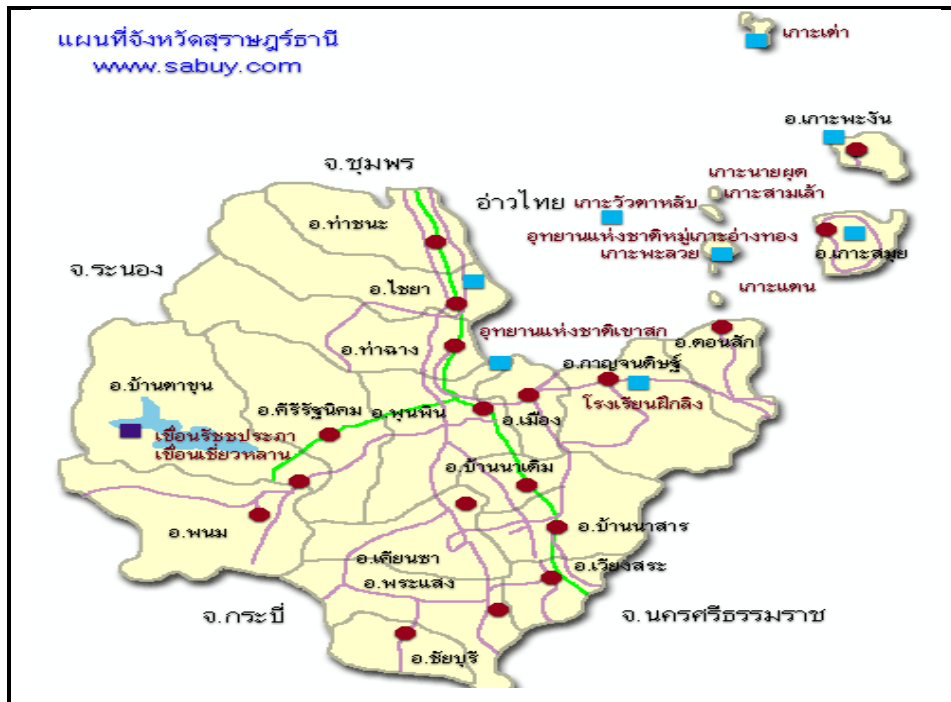 แผนที่จังหวัดสุราษฎร์ธานี
www.sabuy.com
เกาะเต่า
อ.เกาะพะงัน
จ.ชุมพร
เกาะนายผุด
เกาะสามเล้า
อ่าวไทย
เกาะวัวตาหลับ
อ.ท่าชนะ
อุทยานแห่งชาติหมู่เกาะอ่างทอง
เกาะพะลวย
อ.เกาะสมุย
จ.ระนอง
อ.ไชยา
เกาะแตน
อุทยานแห่งชาติเขาสก
อ.ดอนสัก
อ.ท่าฉาง
อ.กาญจนดิษฐ์
อ.บ้านตาขุน
โรงเรียนฝึกลิง
อ.คีรีรัฐนิคม
อ.พุนพิน
อ.เมือง
เขื่อนรัชชประภา
เขื่อนเชี่ยวหลาน
อ.บ้านนาเดิม
อ.พนม
อ.บ้านนาสาร
อ.เคียนซา
อ.เวียงสระ
อ.พระแสง
จ.กระบี่
จ.นครศรีธรรมราช
อ.ชัยบุรี